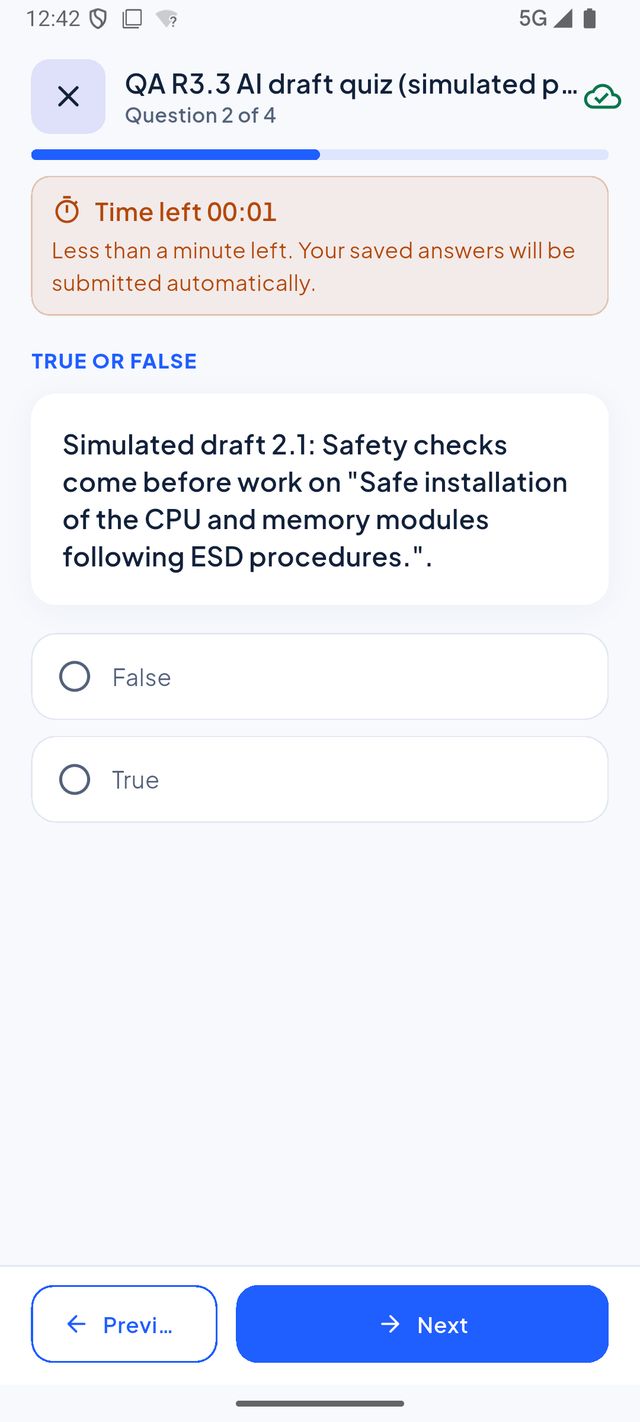 12:42
5G
QA R3.3 AI draft quiz (simulated p...
Question 2 of 4
Time left 00:01
Less than a minute left. Your saved answers will be
submitted automatically.
TRUE OR FALSE
Simulated draft 2.1: Safety checks
come before work on "Safe installation
of the CPU and memory modules
following ESD procedures.".
False
True
Previ...
Next